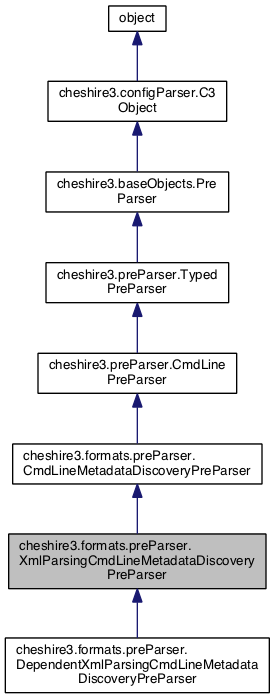 object
cheshire3.configParser.C3
Object
cheshire3.baseObjects.Pre
Parser
cheshire3.preParser.Typed
PreParser
cheshire3.preParser.CmdLine
PreParser
cheshire3.formats.preParser.
CmdLineMetadataDiscoveryPreParser
cheshire3.formats.preParser.
XmlParsingCmdLineMetadataDiscovery
PreParser
cheshire3.formats.preParser.
DependentXmlParsingCmdLineMetadata
DiscoveryPreParser